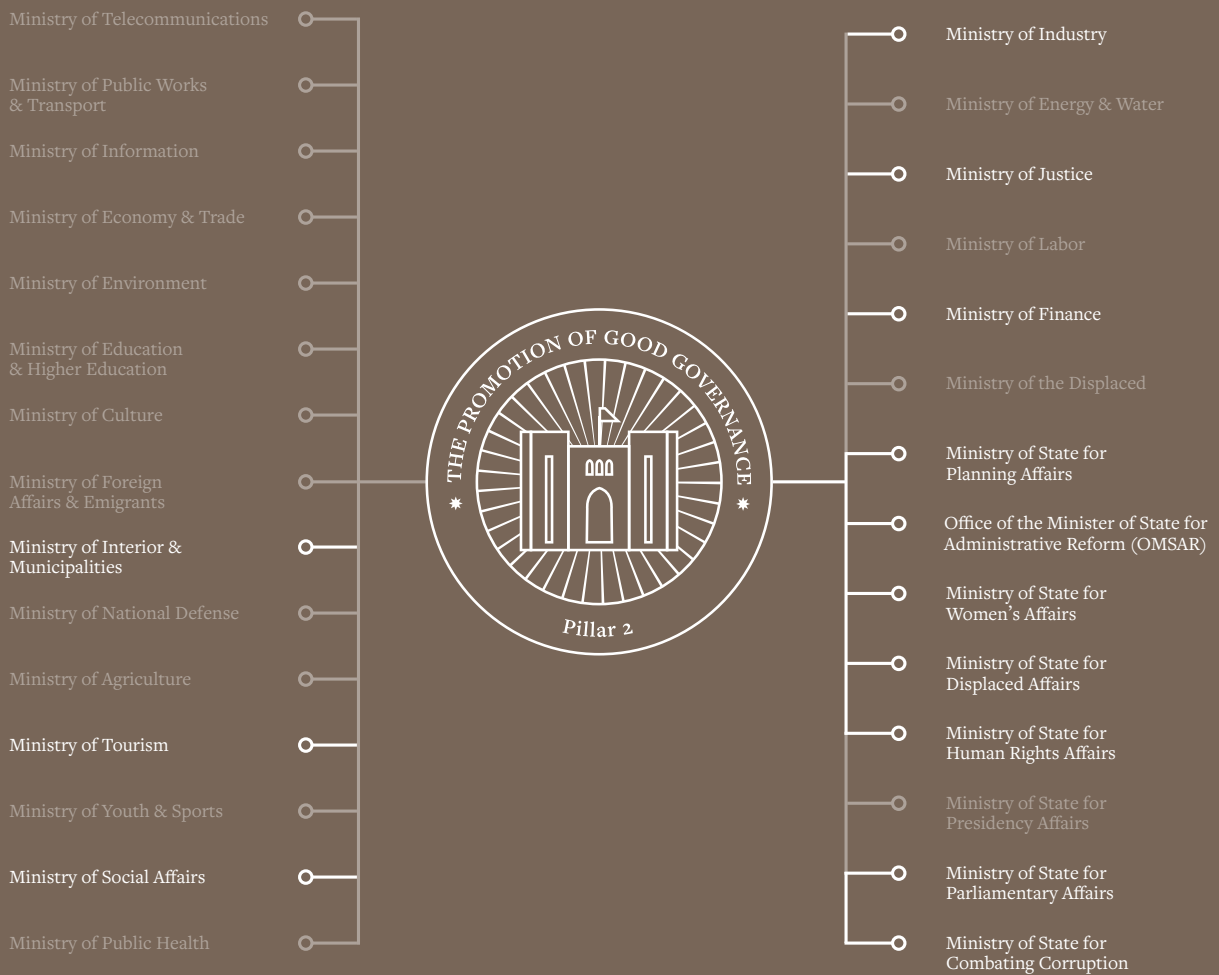 Ministry of Telecommunications
Ministry of Public Works
& Transport
Ministry of Information
Ministry of Economy & Trade
Ministry of Environment
Ministry of Education
& Higher Education
Ministry of Culture
Ministry of Foreign
Affairs & Emigrants
Ministry of Interior &
Municipalities
Ministry of National Defense
Ministry of Agriculture
Ministry of Tourism
Ministry of Youth & Sports
Ministry of Social Affairs
Ministry of Public Health
THE PROMOTION OF GOOD GOVERNANCE
Pillar 2
Ministry of Industry
Ministry of Energy & Water
Ministry of Justice
Ministry of Labor
Ministry of Finance
Ministry of the Displaced
Ministry of State for
Planning Affairs
Office of the Minister of State for
Administrative Reform (OMSAR)
Ministry of State for
Women’s Affairs
Ministry of State for
Displaced Affairs
Ministry of State for
Human Rights Affairs
Ministry of State for
Presidency Affairs
Ministry of State for
Parliamentary Affairs
Ministry of State for
Combating Corruption